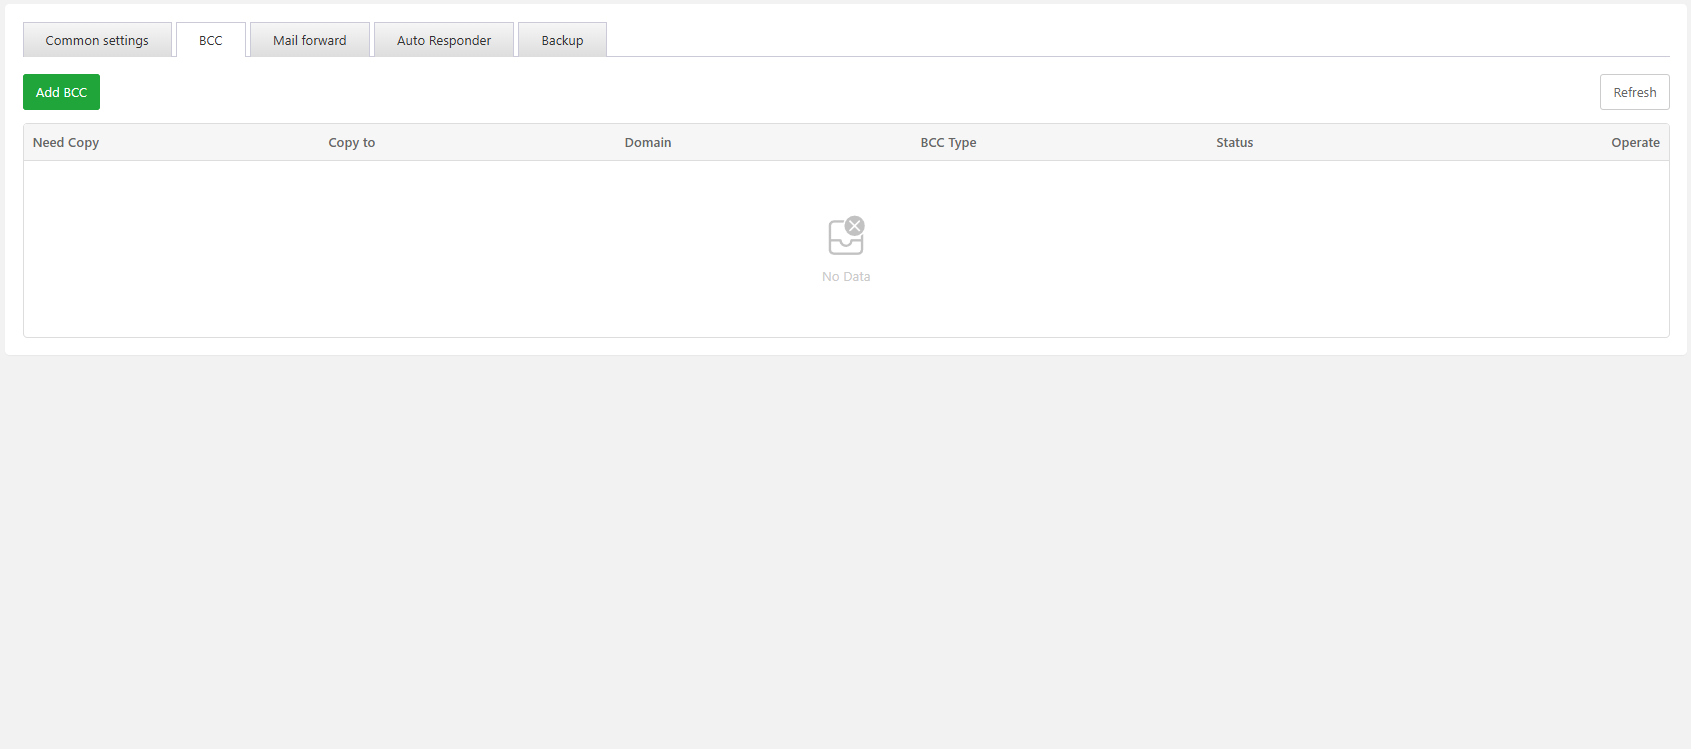 Common settings BCC Mail forward Auto Responder Backup
Add BCC Refresh
Need Copy Copy to Domain BCC Type Status Operate
No Data